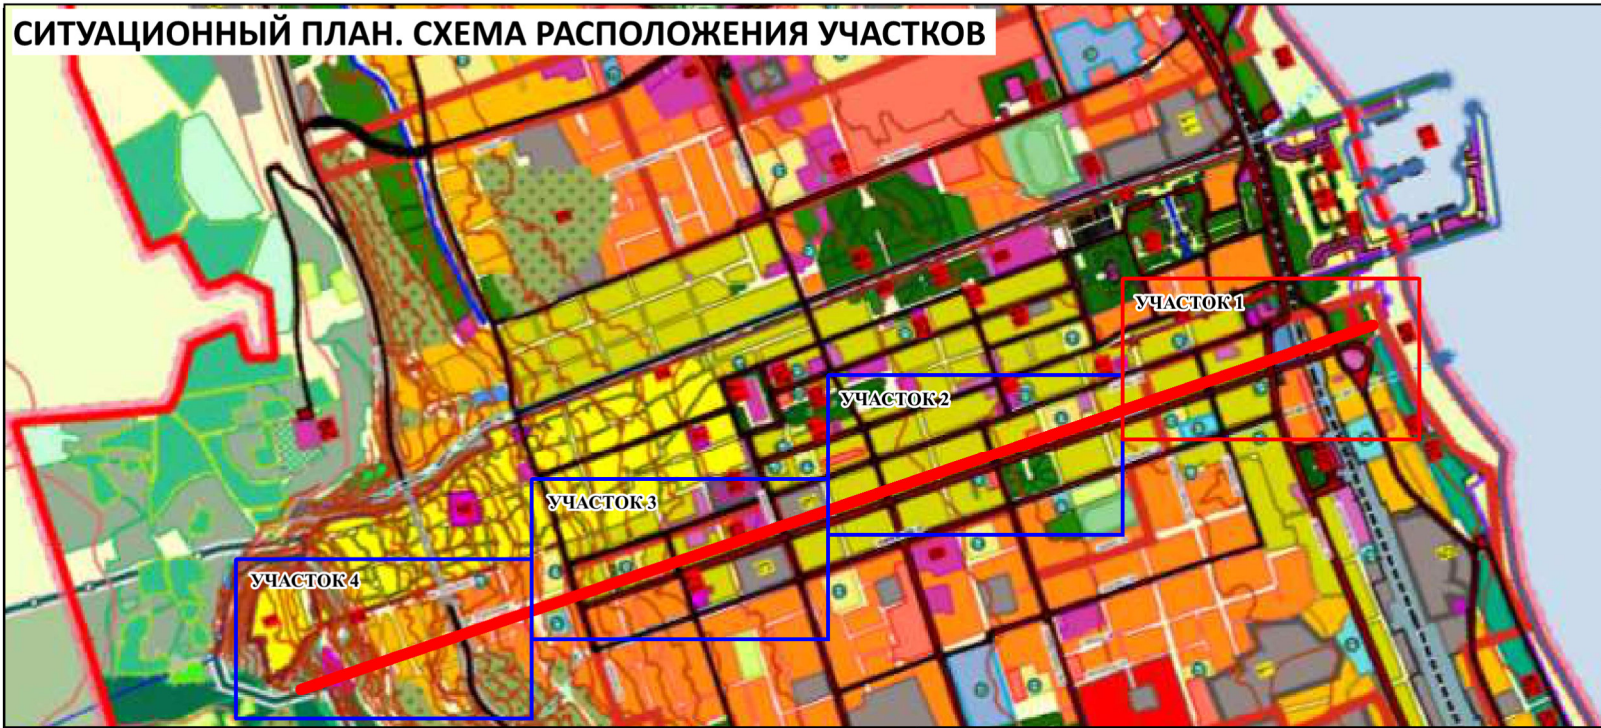 СИТУАЦИОННЫЙ ПЛАН. СХЕМА РАСПОЛОЖЕНИЯ УЧАСТКОВ
УЧАСТОК 1
УЧАСТОК 2
УЧАСТОК 3
УЧАСТОК 4